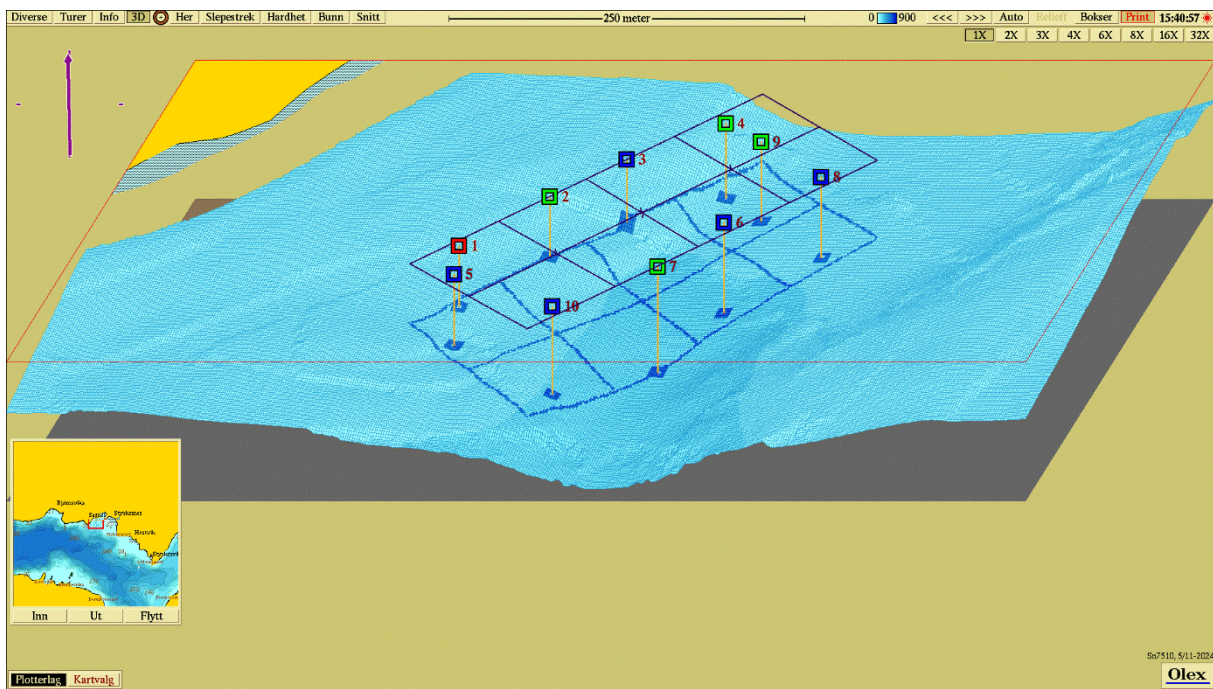 Diverse Turer Info 3D Her Slepestrek Hardhet Bunn Snitt 250 meter 0 900 <<< >>> Auto Relieff Bokser Print 15:40:57
1X 2X 3X 4X 6X 8X 16X 32X
4
9
3
8
2
6
1
7
5
10
Inn Ut Flytt
Sn7510, 5/11-2024
Plotterlag Kartvalg
Olex